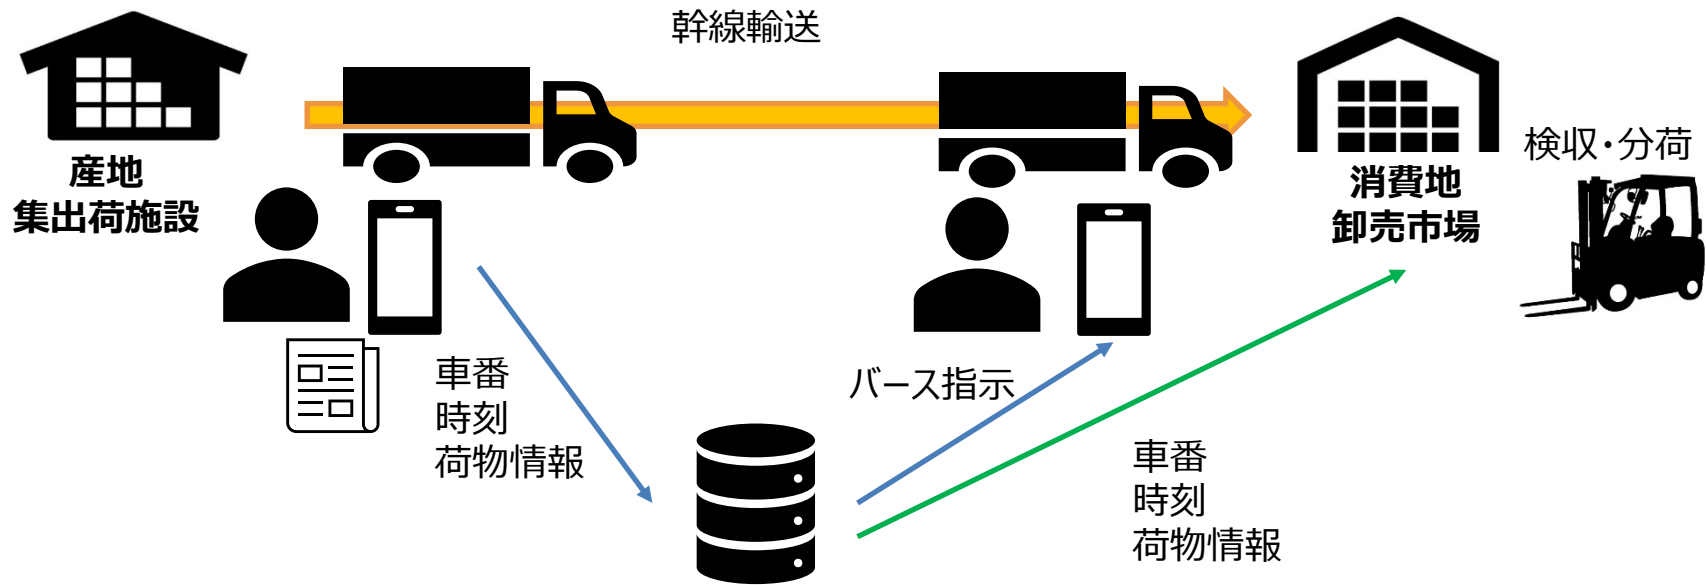 幹線輸送
産地
集出荷施設
検収・分荷
消費地
卸売市場
車番
時刻
荷物情報
バース指示
車番
時刻
荷物情報